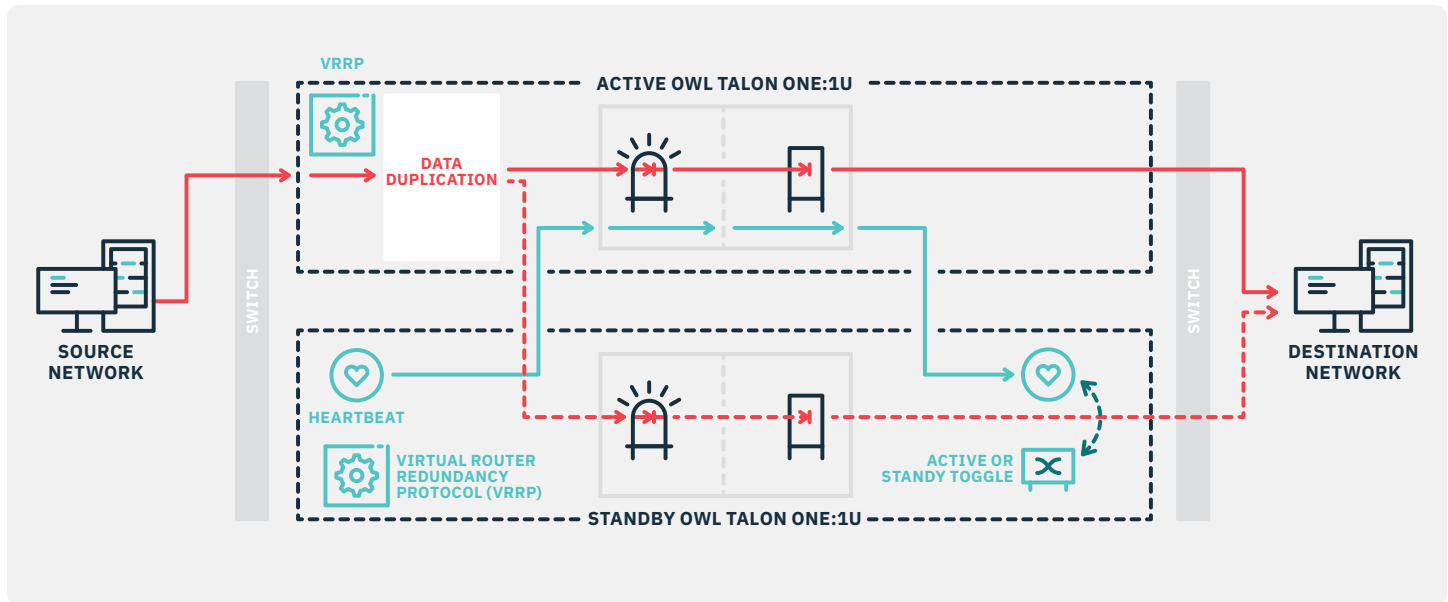 VRRP
ACTIVE OWL TALON ONE:1U
DATA
DUPLICATION
SWITCH
SWITCH
SOURCE
NETWORK
DESTINATION
NETWORK
HEARTBEAT
VIRTUAL ROUTER
REDUNDANCY
PROTOCOL (VRRP)
ACTIVE OR
STANDY TOGGLE
STANDBY OWL TALON ONE:1U